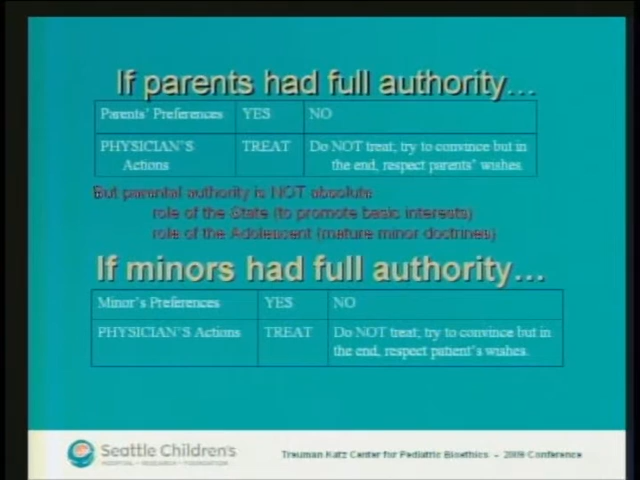 If parents had full authority…
Parents' Preferences YES NO
PHYSICIAN'S Actions TREAT Do NOT treat; try to convince but in the end, respect parents' wishes.
But parental authority is NOT absolute
role of the State (to promote basic interests)
role of the Adolescent (mature minor doctrines)
If minors had full authority…
Minor's Preferences YES NO
PHYSICIAN'S Actions TREAT Do NOT treat; try to convince but in the end, respect patient's wishes.
Seattle Children's
HOSPITAL • RESEARCH • FOUNDATION
Treuman Katz Center for Pediatric Bioethics - 2009 Conference